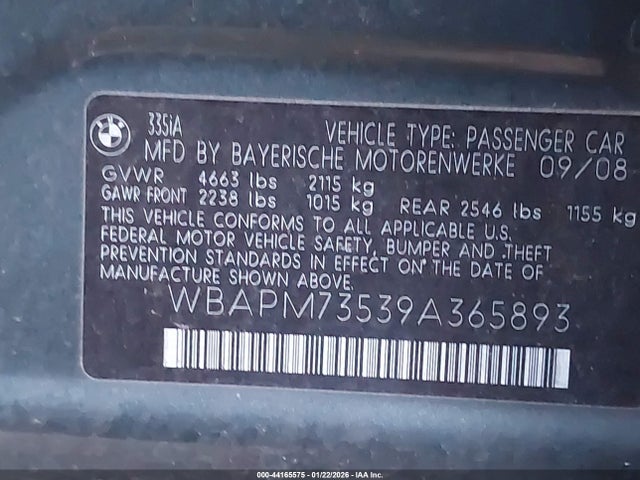 BMW
335iA
VEHICLE TYPE: PASSENGER CAR
MFD BY BAYERISCHE MOTORENWERKE 09/08
GVWR 4663 lbs 2115 kg
GAWR FRONT 2238 lbs 1015 kg REAR 2546 lbs 1155 kg
THIS VEHICLE CONFORMS TO ALL APPLICABLE U.S.
FEDERAL MOTOR VEHICLE SAFETY, BUMPER AND THEFT
PREVENTION STANDARDS IN EFFECT ON THE DATE OF
MANUFACTURE SHOWN ABOVE.
WBAPM73539A365893
000-44165575 - 01/22/2026 - IAA Inc.